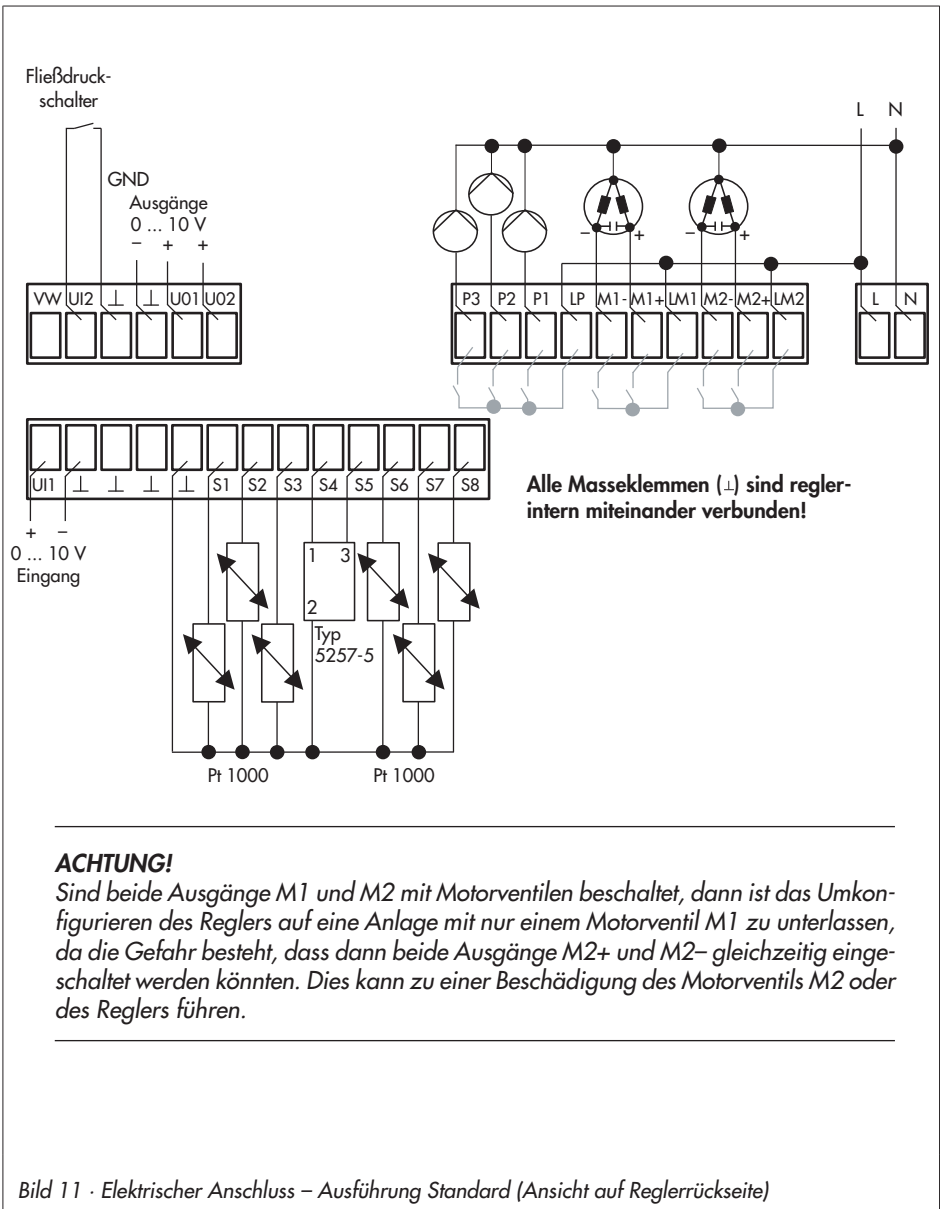 Fließdruck-
schalter
L N
GND
Ausgänge
0 ... 10 V
– + +
– + – +
VW UI2 ⊥ ⊥ U01 U02
P3 P2 P1 LP M1- M1+ LM1 M2- M2+ LM2
L N
UI1 ⊥ ⊥ ⊥ ⊥ S1 S2 S3 S4 S5 S6 S7 S8
Alle Masseklemmen (⊥) sind regler-
intern miteinander verbunden!
+ –
0 ... 10 V
Eingang
1 3
2
Typ
5257-5
Pt 1000 Pt 1000
ACHTUNG!
Sind beide Ausgänge M1 und M2 mit Motorventilen beschaltet, dann ist das Umkon-
figurieren des Reglers auf eine Anlage mit nur einem Motorventil M1 zu unterlassen,
da die Gefahr besteht, dass dann beide Ausgänge M2+ und M2– gleichzeitig einge-
schaltet werden könnten. Dies kann zu einer Beschädigung des Motorventils M2 oder
des Reglers führen.
Bild 11 · Elektrischer Anschluss – Ausführung Standard (Ansicht auf Reglerrückseite)